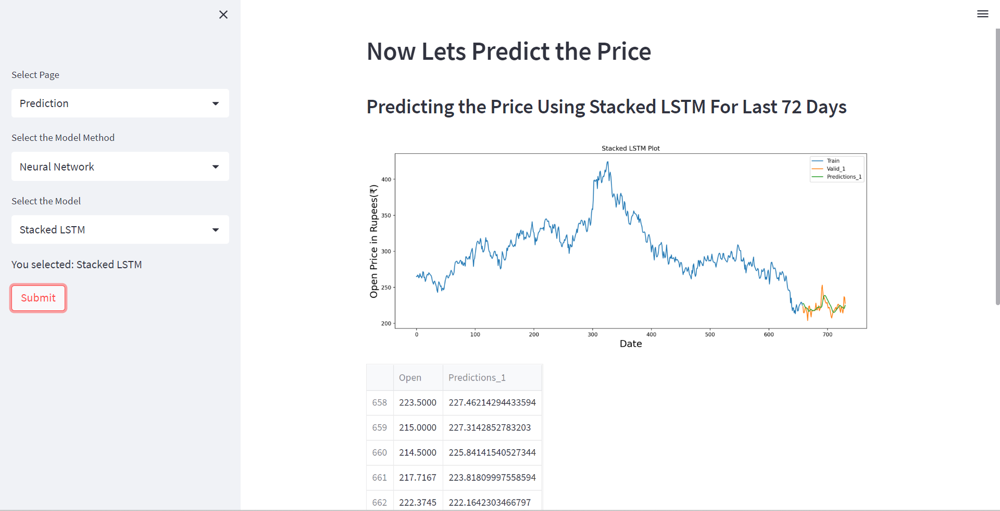 Select Page
Prediction
Select the Model Method
Neural Network
Select the Model
Stacked LSTM
You selected: Stacked LSTM
Submit
Now Lets Predict the Price
Predicting the Price Using Stacked LSTM For Last 72 Days
Stacked LSTM Plot
Train
Valid_1
Predictions_1
Open Price in Rupees(₹)
400
350
300
250
200
0 100 200 300 400 500 600 700
Date
Open Predictions_1
658 223.5000 227.46214294433594
659 215.0000 227.3142852783203
660 214.5000 225.84141540527344
661 217.7167 223.81809997558594
662 222.3745 222.1642303466797